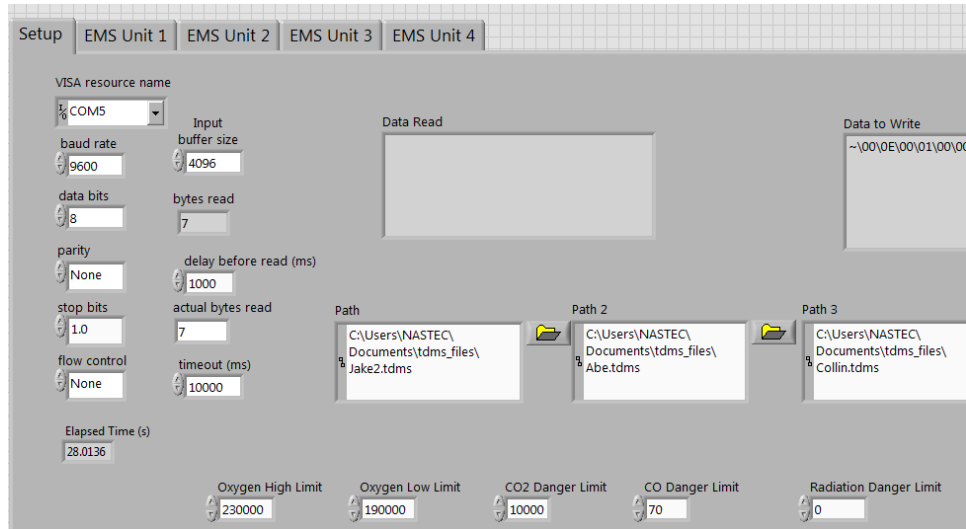 Setup
EMS Unit 1
EMS Unit 2
EMS Unit 3
EMS Unit 4
VISA resource name
COM5
baud rate
9600
data bits
8
parity
None
stop bits
1.0
flow control
None
Elapsed Time (s)
28.0136
Input
buffer size
4096
bytes read
7
delay before read (ms)
1000
actual bytes read
7
timeout (ms)
10000
Data Read
Data to Write
~\00\0E\00\01\00\00
Path
C:\Users\NASTEC\
Documents\tdms_files\
Jake2.tdms
Path 2
C:\Users\NASTEC\
Documents\tdms_files\
Abe.tdms
Path 3
C:\Users\NASTEC\
Documents\tdms_files\
Collin.tdms
Oxygen High Limit
230000
Oxygen Low Limit
190000
CO2 Danger Limit
10000
CO Danger Limit
70
Radiation Danger Limit
0